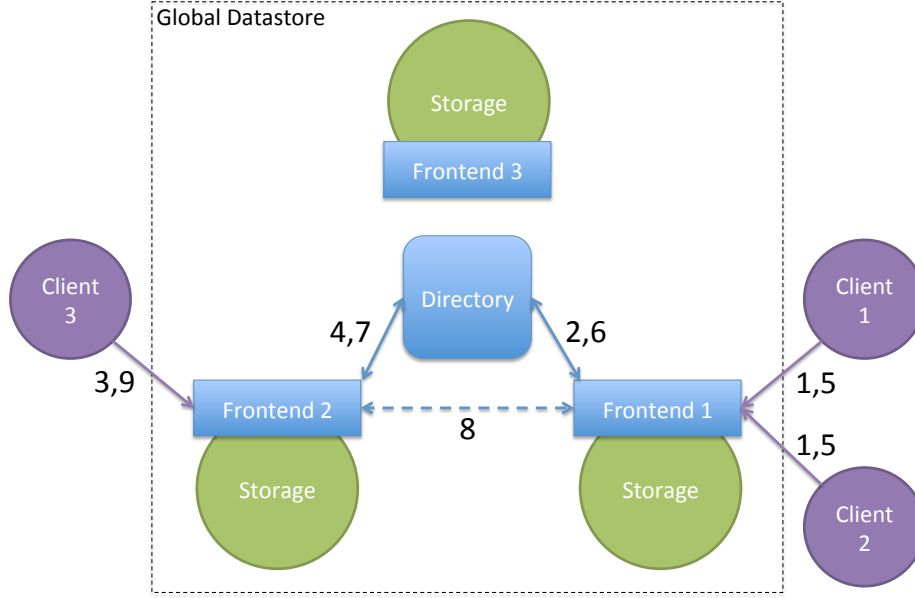 Global Datastore
Storage
Frontend 3
Client
3
Directory
Client
1
4,7
2,6
3,9
1,5
Frontend 2
Frontend 1
8
1,5
Storage
Storage
Client
2